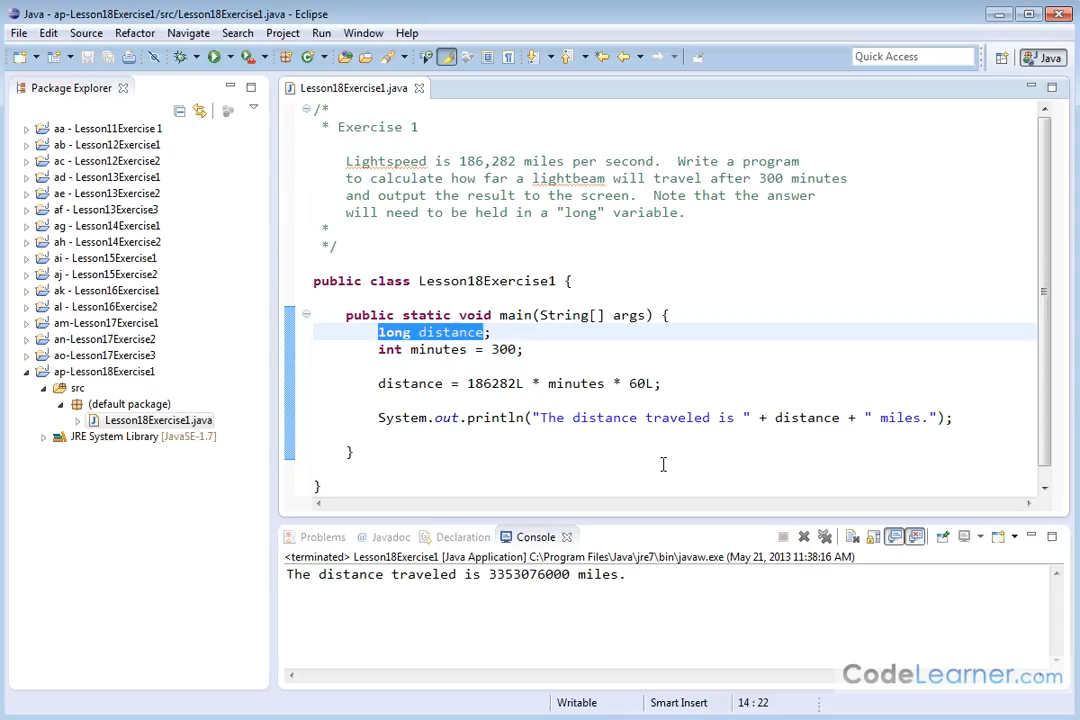 Java - ap-Lesson18Exercise1/src/Lesson18Exercise1.java - Eclipse
File Edit Source Refactor Navigate Search Project Run Window Help
Quick Access
Java
Package Explorer
aa - Lesson11Exercise1
ab - Lesson12Exercise1
ac - Lesson12Exercise2
ad - Lesson13Exercise1
ae - Lesson13Exercise2
af - Lesson13Exercise3
ag - Lesson14Exercise1
ah - Lesson14Exercise2
ai - Lesson15Exercise1
aj - Lesson15Exercise2
ak - Lesson16Exercise1
al - Lesson16Exercise2
am-Lesson17Exercise1
an-Lesson17Exercise2
ao-Lesson17Exercise3
ap-Lesson18Exercise1
src
(default package)
Lesson18Exercise1.java
JRE System Library [JavaSE-1.7]
Lesson18Exercise1.java
/*
* Exercise 1
Lightspeed is 186,282 miles per second. Write a program
to calculate how far a lightbeam will travel after 300 minutes
and output the result to the screen. Note that the answer
will need to be held in a "long" variable.
*
*/
public class Lesson18Exercise1 {
public static void main(String[] args) {
long distance;
int minutes = 300;
distance = 186282L * minutes * 60L;
System.out.println("The distance traveled is " + distance + " miles.");
}
}
Problems @ Javadoc Declaration Console
<terminated> Lesson18Exercise1 [Java Application] C:\Program Files\Java\jre7\bin\javaw.exe (May 21, 2013 11:38:16 AM)
The distance traveled is 3353076000 miles.
CodeLearner.com
Writable Smart Insert 14 : 22